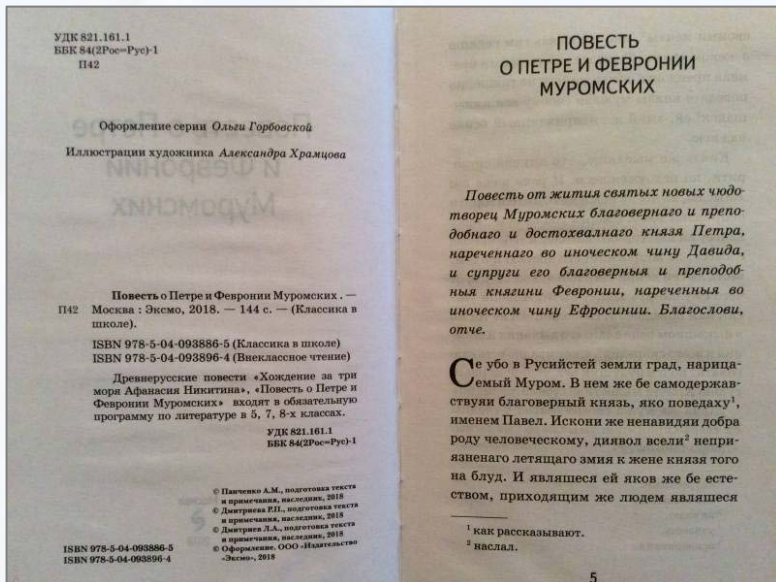 УДК 821.161.1
ББК 84(2Рос=Рус)-1
П42
Оформление серии Ольги Горбовской
Иллюстрации художника Александра Храмцова
Повесть о Петре и Февронии Муромских . —
П42 Москва : Эксмо, 2018. — 144 с. — (Классика в
школе).
ISBN 978-5-04-093886-5 (Классика в школе)
ISBN 978-5-04-093896-4 (Внеклассное чтение)
Древнерусские повести «Хождение за три
моря Афанасия Никитина», «Повесть о Петре и
Февронии Муромских» входят в обязательную
программу по литературе в 5, 7, 8-х классах.
УДК 821.161.1
ББК 84(2Рос=Рус)-1
© Панченко А.М., подготовка текста
и примечания, наследник, 2018
© Дмитриева Р.П., подготовка текста
и примечания, наследник, 2018
© Дмитриев Л.А., подготовка текста
и примечания, наследник, 2018
© Оформление. ООО «Издательство
«Эксмо», 2018
ISBN 978-5-04-093886-5
ISBN 978-5-04-093896-4
ПОВЕСТЬ
О ПЕТРЕ И ФЕВРОНИИ
МУРОМСКИХ
Повесть от жития святых новых чюдо-
творец Муромских благовернаго и препо-
добнаго и достохвалнаго князя Петра,
нареченнаго во иноческом чину Давида,
и супруги его благоверныя и преподоб-
ныя княгини Февронии, нареченныя во
иноческом чину Ефросинии. Благослови,
отче.
Се убо в Русийстей земли град, нарица-
емый Муром. В нем же бе самодержав-
ствуяи благоверный князь, яко поведаху¹,
именем Павел. Искони же ненавидяи добра
роду человеческому, диявол всели² непри-
язненаго летящаго змия к жене князя того
на блуд. И являшеся ей яков же бе есте-
ством, приходящим же людем являшеся
¹ как рассказывают.
² наслал.
5